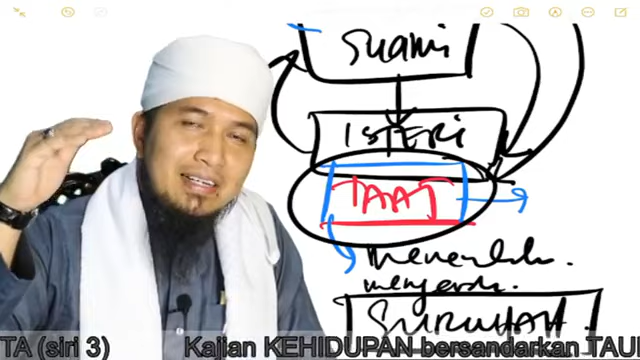 Suami
ISTERI
TAAT
SURUHAN
TA (siri 3) Kajian KEHIDUPAN bersandarkan TAU